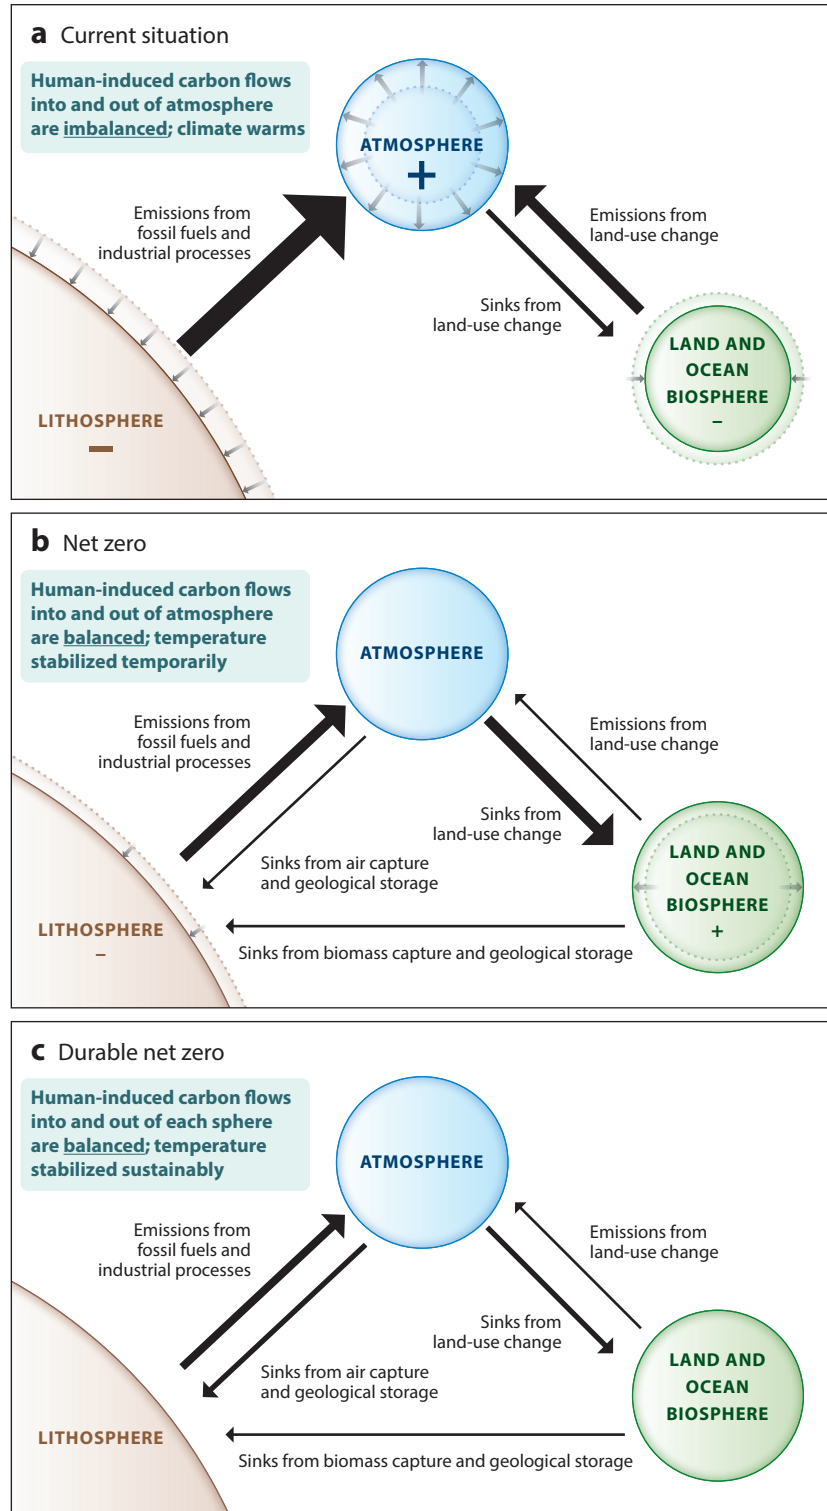 a Current situation
Human-induced carbon flows
into and out of atmosphere
are imbalanced; climate warms
ATMOSPHERE
+
Emissions from
fossil fuels and
industrial processes
Emissions from
land-use change
Sinks from
land-use change
LAND AND
OCEAN
BIOSPHERE
–
LITHOSPHERE
–
b Net zero
Human-induced carbon flows
into and out of atmosphere
are balanced; temperature
stabilized temporarily
ATMOSPHERE
Emissions from
fossil fuels and
industrial processes
Emissions from
land-use change
Sinks from
land-use change
Sinks from air capture
and geological storage
LAND AND
OCEAN
BIOSPHERE
+
LITHOSPHERE
–
Sinks from biomass capture and geological storage
c Durable net zero
Human-induced carbon flows
into and out of each sphere
are balanced; temperature
stabilized sustainably
ATMOSPHERE
Emissions from
fossil fuels and
industrial processes
Emissions from
land-use change
Sinks from
land-use change
Sinks from air capture
and geological storage
LAND AND
OCEAN
BIOSPHERE
LITHOSPHERE
Sinks from biomass capture and geological storage